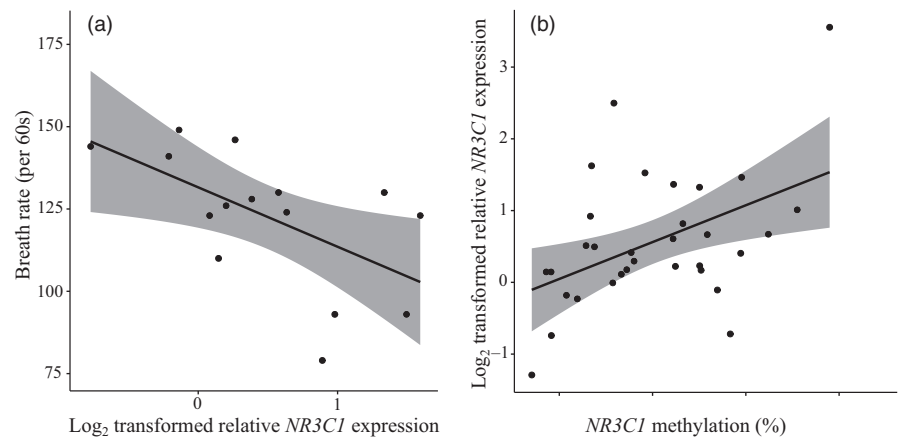 (a)
175
150
125
100
75
Breath rate (per 60s)
0
1
Log₂ transformed relative NR3C1 expression
(b)
3
2
1
0
−1
Log₂ transformed relative NR3C1 expression
NR3C1 methylation (%)